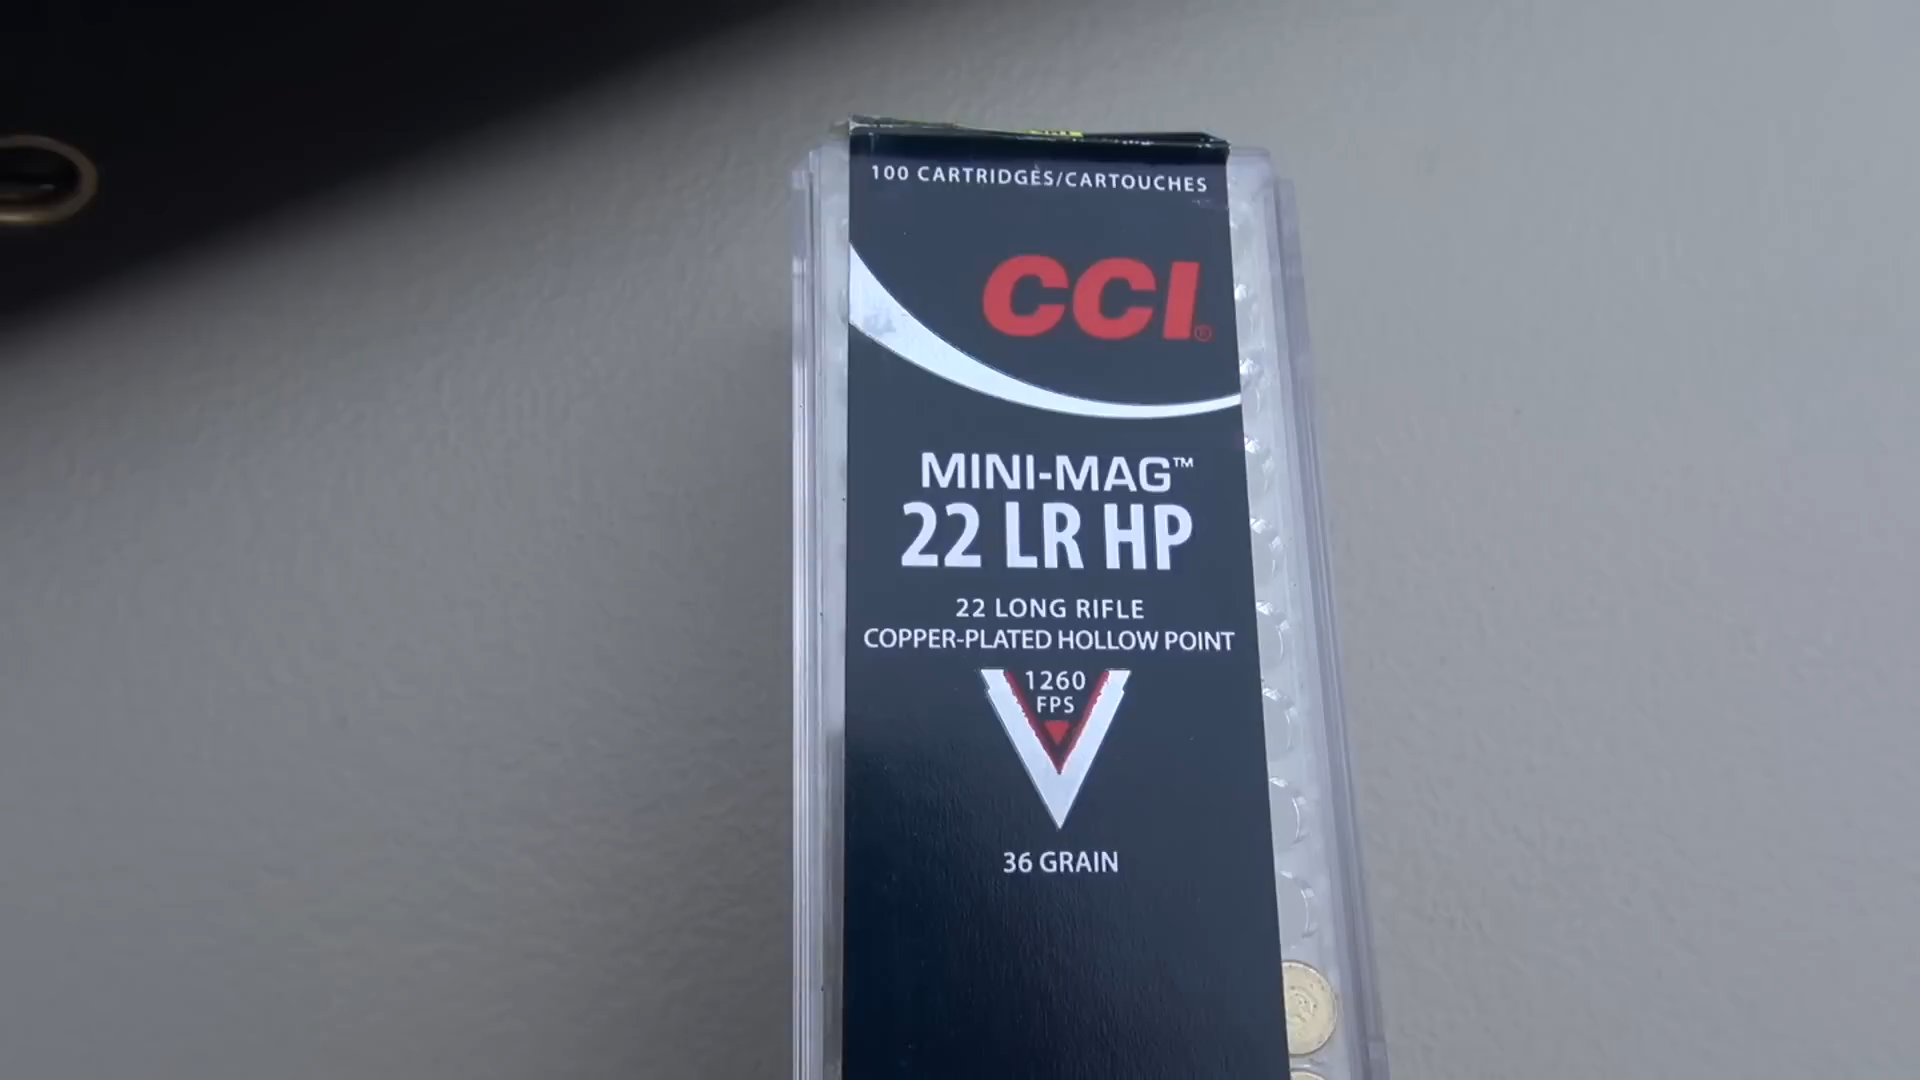 100 CARTRIDGES/CARTOUCHES
CCI®
MINI-MAG™
22 LR HP
22 LONG RIFLE
COPPER-PLATED HOLLOW POINT
1260
FPS
36 GRAIN